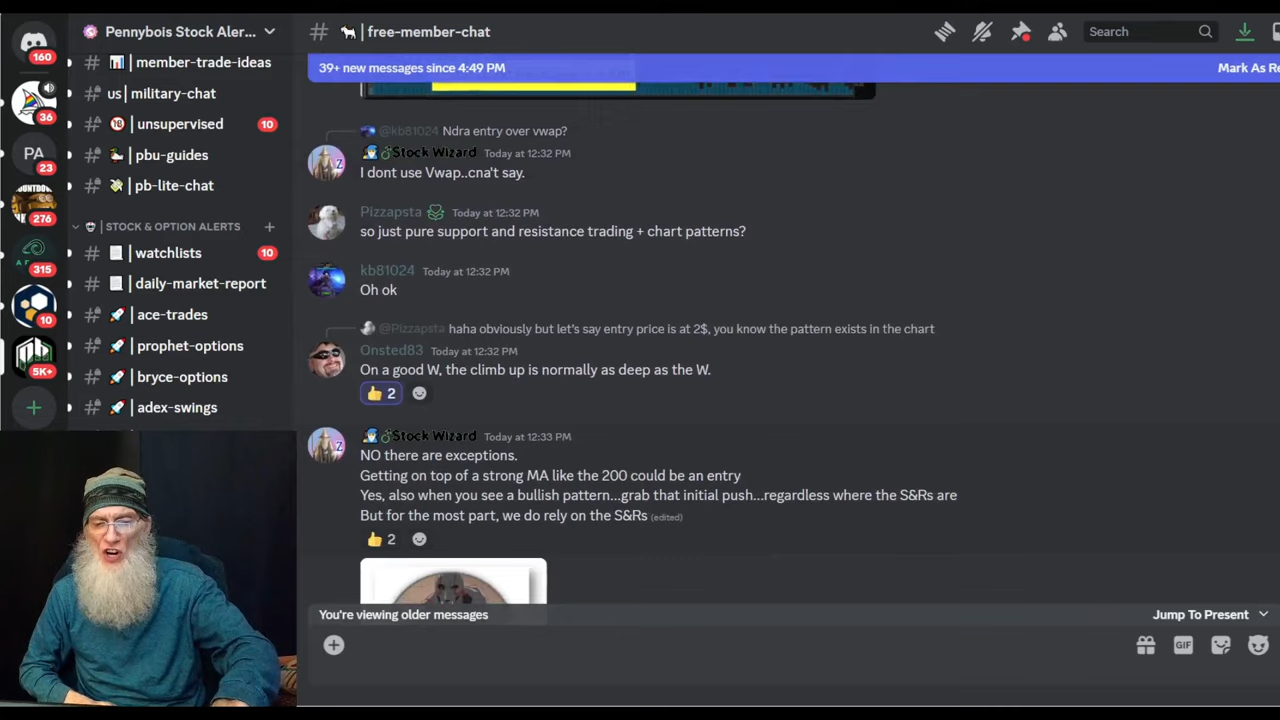 160
36
PA
23
276
315
10
5K+
Pennybois Stock Aler...
member-trade-ideas
us | military-chat
unsupervised 10
pbu-guides
pb-lite-chat
STOCK & OPTION ALERTS
watchlists 10
daily-market-report
ace-trades
prophet-options
bryce-options
adex-swings
# | free-member-chat
Search
39+ new messages since 4:49 PM
Mark As Re
@kb81024 Ndra entry over vwap?
Stock Wizard Today at 12:32 PM
I dont use Vwap..cna't say.
Pizzapsta Today at 12:32 PM
so just pure support and resistance trading + chart patterns?
kb81024 Today at 12:32 PM
Oh ok
@Pizzapsta haha obviously but let's say entry price is at 2$, you know the pattern exists in the chart
Onsted83 Today at 12:32 PM
On a good W, the climb up is normally as deep as the W.
2
Stock Wizard Today at 12:33 PM
NO there are exceptions.
Getting on top of a strong MA like the 200 could be an entry
Yes, also when you see a bullish pattern...grab that initial push...regardless where the S&Rs are
But for the most part, we do rely on the S&Rs (edited)
2
You're viewing older messages
Jump To Present
GIF